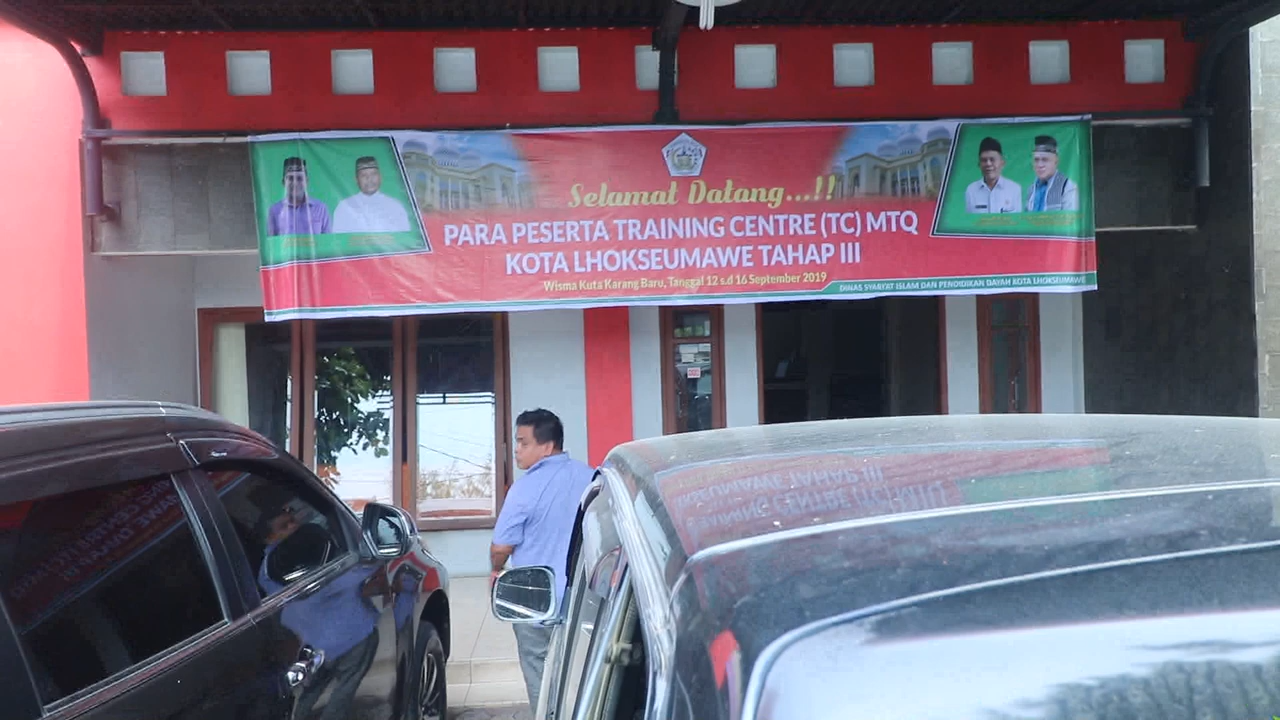 Selamat Datang...!!
PARA PESERTA TRAINING CENTRE (TC) MTQ
KOTA LHOKSEUMAWE TAHAP III
Wisma Kuta Karang Baru, Tanggal 12 s.d 16 September 2019
DINAS SYARIAT ISLAM DAN PENDIDIKAN DAYAH KOTA LHOKSEUMAWE